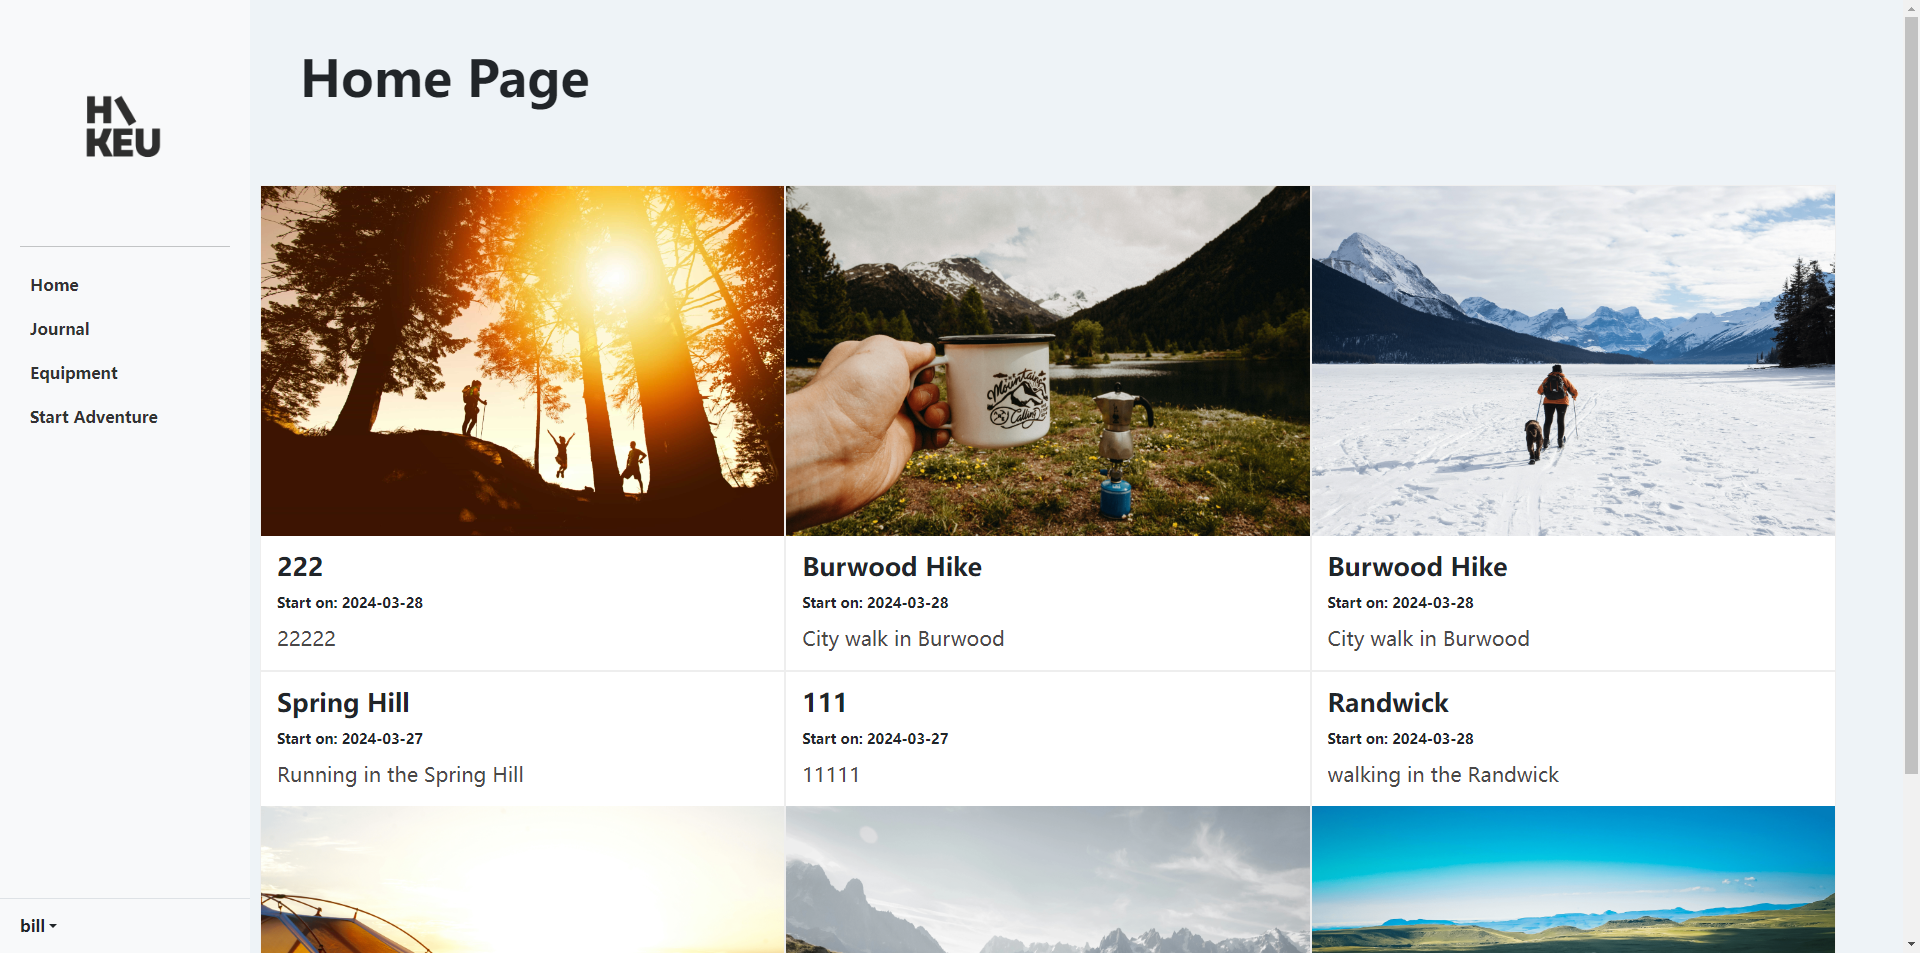 H\
KEU
Home
Journal
Equipment
Start Adventure
bill
Home Page
Mountains
Calling
222
Start on: 2024-03-28
22222
Burwood Hike
Start on: 2024-03-28
City walk in Burwood
Burwood Hike
Start on: 2024-03-28
City walk in Burwood
Spring Hill
Start on: 2024-03-27
Running in the Spring Hill
111
Start on: 2024-03-27
11111
Randwick
Start on: 2024-03-28
walking in the Randwick